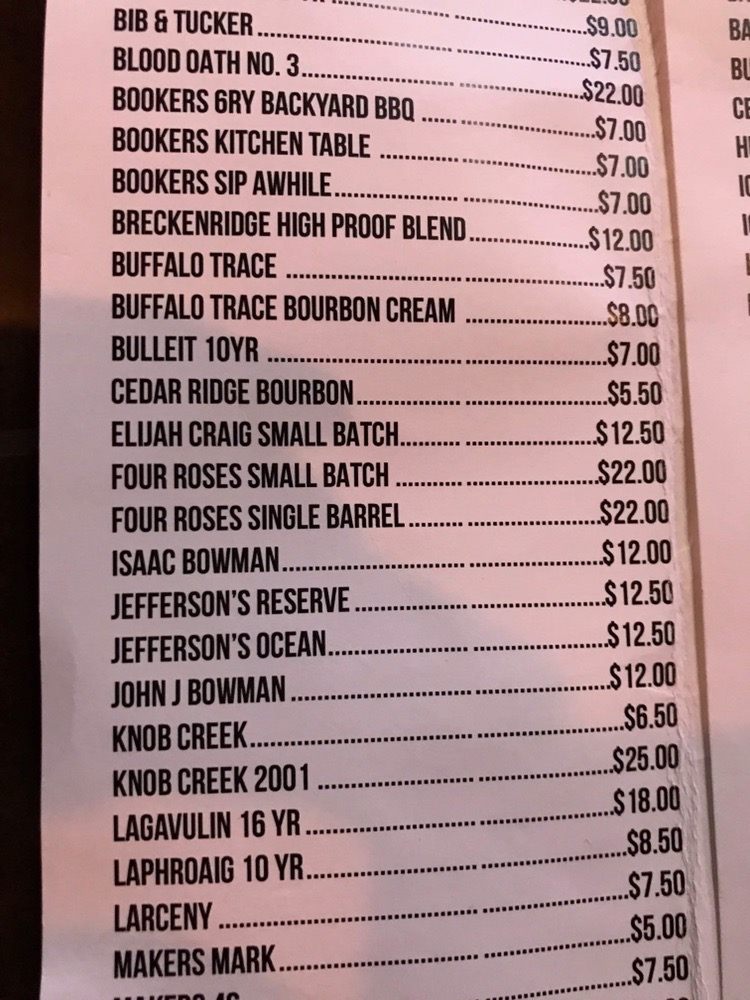 $9.00
BIB & TUCKER ........ $7.50
BLOOD OATH NO. 3 ........ $22.00
BOOKERS 6RY BACKYARD BBQ ........ $7.00
BOOKERS KITCHEN TABLE ........ $7.00
BOOKERS SIP AWHILE ........ $7.00
BRECKENRIDGE HIGH PROOF BLEND ........ $12.00
BUFFALO TRACE ........ $7.50
BUFFALO TRACE BOURBON CREAM ........ $8.00
BULLEIT 10YR ........ $7.00
CEDAR RIDGE BOURBON ........ $5.50
ELIJAH CRAIG SMALL BATCH ........ $12.50
FOUR ROSES SMALL BATCH ........ $22.00
FOUR ROSES SINGLE BARREL ........ $22.00
ISAAC BOWMAN ........ $12.00
JEFFERSON'S RESERVE ........ $12.50
JEFFERSON'S OCEAN ........ $12.50
JOHN J BOWMAN ........ $12.00
KNOB CREEK ........ $6.50
KNOB CREEK 2001 ........ $25.00
LAGAVULIN 16 YR ........ $18.00
LAPHROAIG 10 YR ........ $8.50
LARCENY ........ $7.50
MAKERS MARK ........ $5.00
MAKERS 46 ........ $7.50